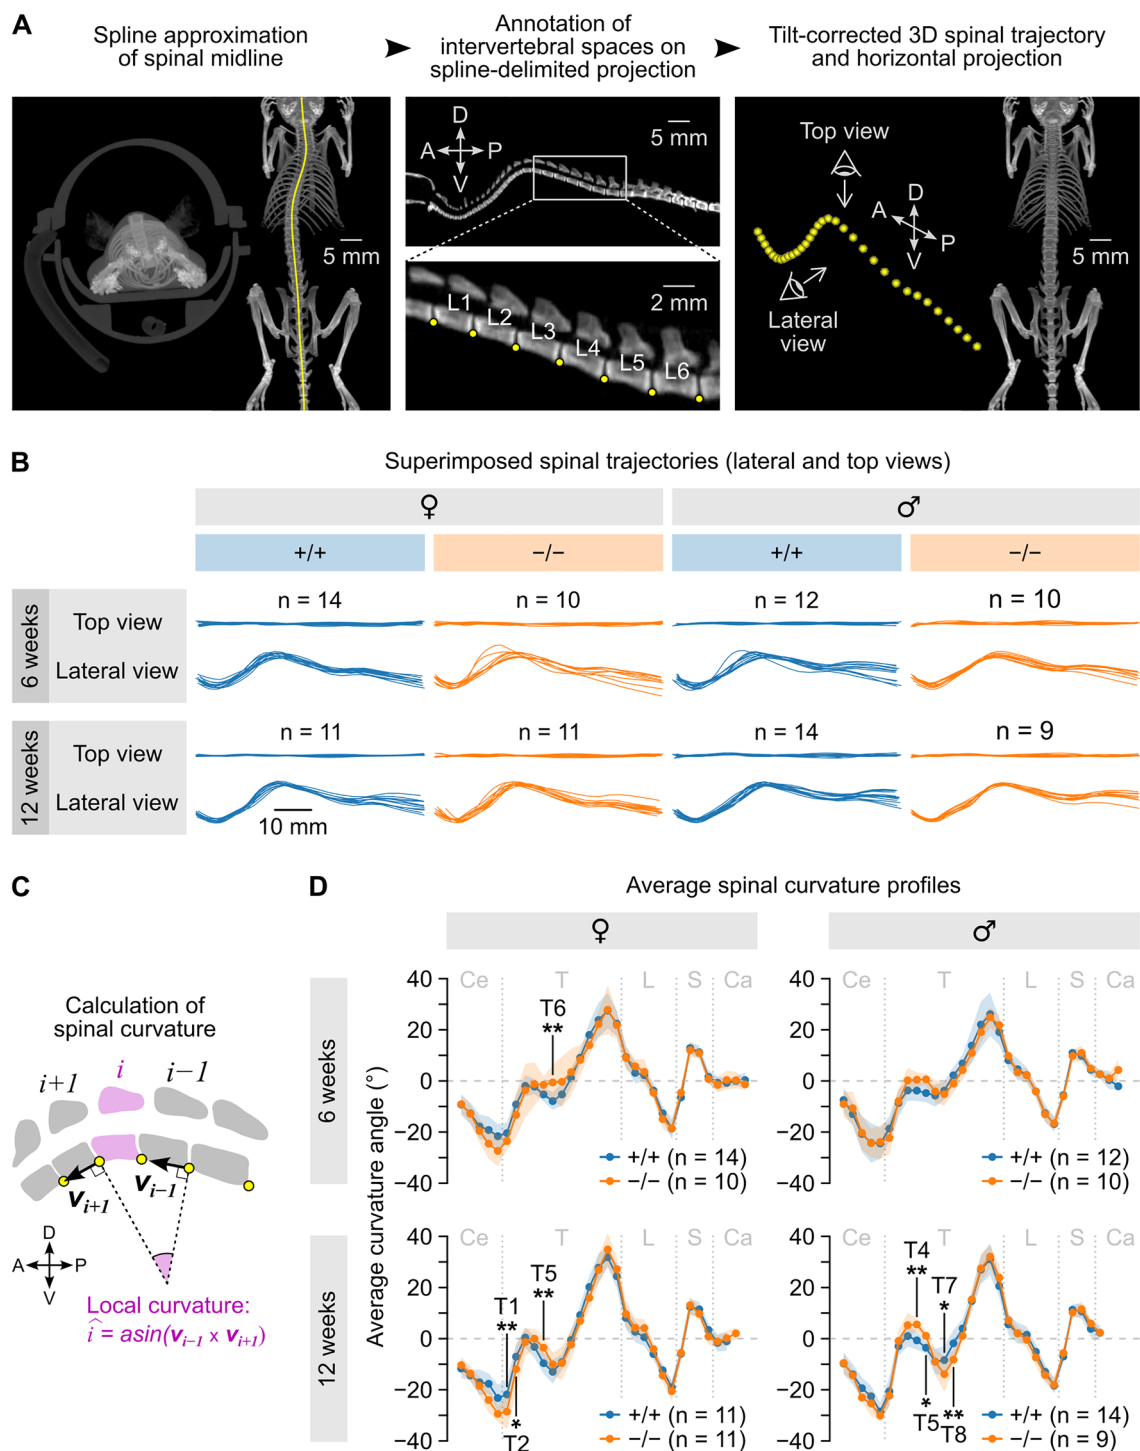 A
Spline approximation
of spinal midline
Annotation of
intervertebral spaces on
spline-delimited projection
Tilt-corrected 3D spinal trajectory
and horizontal projection
5 mm
D
A
P
V
5 mm
L1
L2
L3
L4
L5
L6
2 mm
Top view
D
A
P
V
Lateral
view
5 mm
B
Superimposed spinal trajectories (lateral and top views)
♀
♂
+/+
−/−
+/+
−/−
6 weeks
Top view
Lateral view
n = 14
n = 10
n = 12
n = 10
12 weeks
Top view
Lateral view
n = 11
n = 11
n = 14
n = 9
10 mm
C
Calculation of
spinal curvature
i+1
i
i−1
v i+1
v i−1
D
A
P
V
Local curvature:
i = asin(v i−1 x v i+1)
D
Average spinal curvature profiles
♀
♂
Average curvature angle (°)
6 weeks
40
20
0
−20
−40
Ce
T
L
S
Ca
T6
**
+/+ (n = 14)
−/− (n = 10)
40
20
0
−20
−40
Ce
T
L
S
Ca
+/+ (n = 12)
−/− (n = 10)
12 weeks
40
20
0
−20
−40
Ce
T
L
S
Ca
T5
**
T1
**
*
T2
+/+ (n = 11)
−/− (n = 11)
40
20
0
−20
−40
Ce
T
L
S
Ca
T4
**
T7
*
*
T5
**
T8
+/+ (n = 14)
−/− (n = 9)